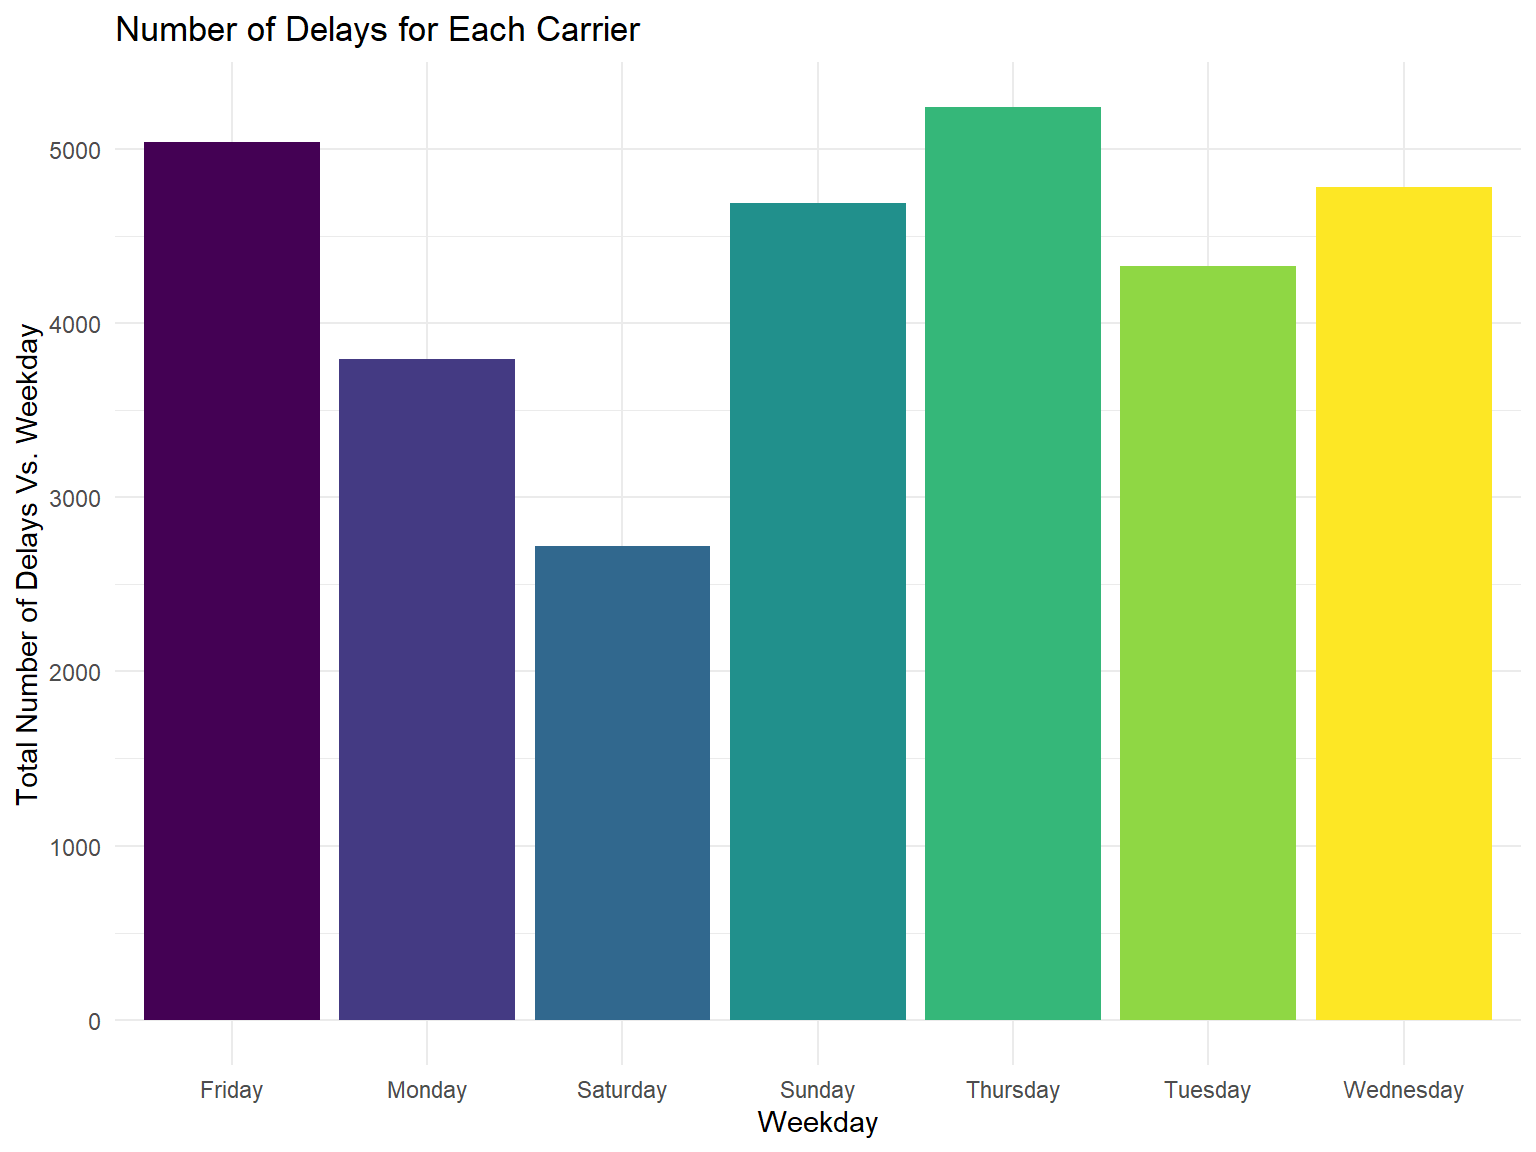 Number of Delays for Each Carrier
Total Number of Delays Vs. Weekday
5000
4000
3000
2000
1000
0
Friday Monday Saturday Sunday Thursday Tuesday Wednesday
Weekday